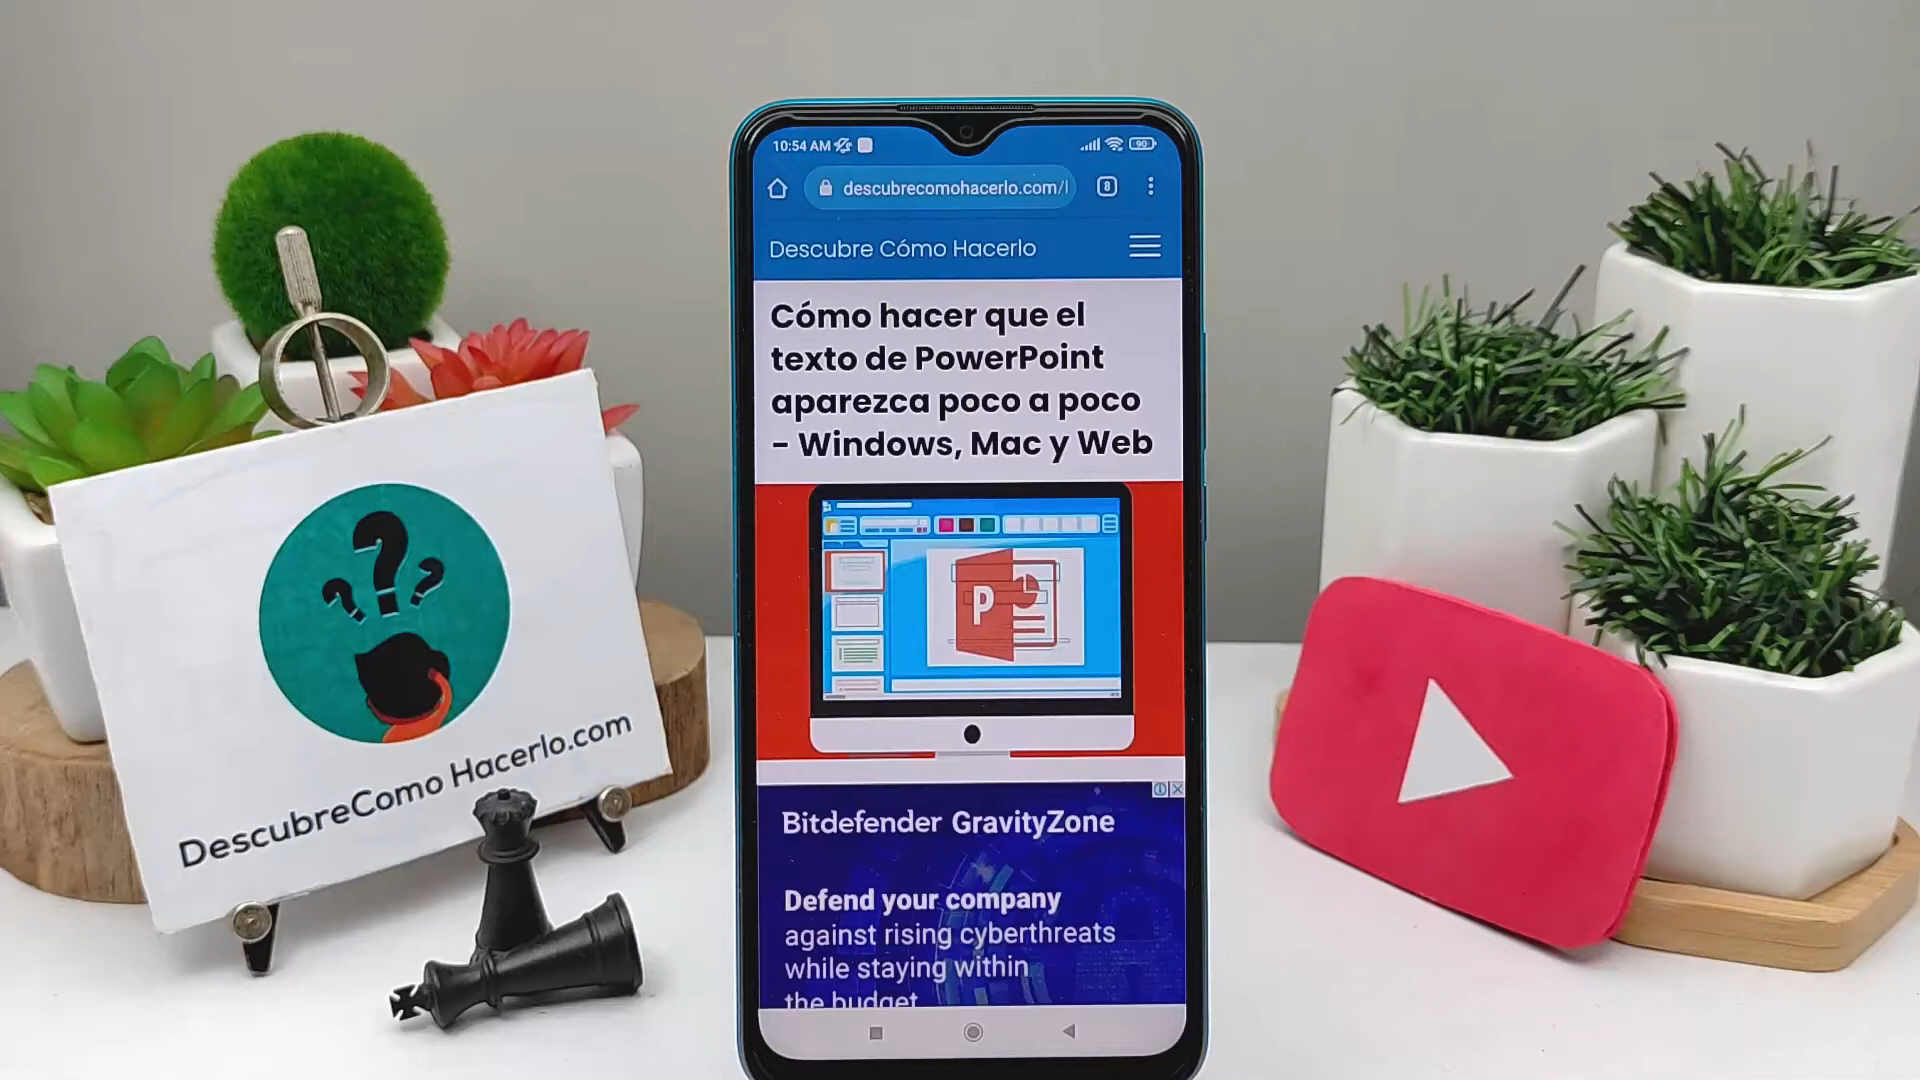 10:54 AM
90
descubrecomohacerlo.com/l
8
Descubre Cómo Hacerlo
Cómo hacer que el
texto de PowerPoint
aparezca poco a poco
- Windows, Mac y Web
P
Bitdefender GravityZone
Defend your company
against rising cyberthreats
while staying within
the budget
???
DescubreComo Hacerlo.com